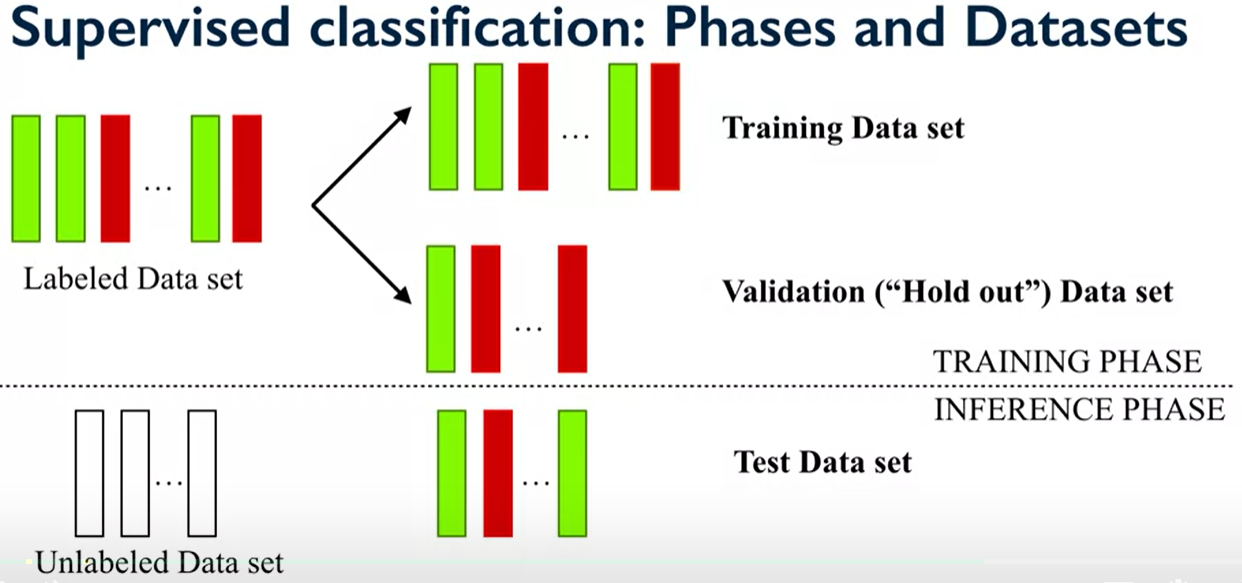 Supervised classification: Phases and Datasets
...
...
Training Data set
Labeled Data set
...
Validation (“Hold out”) Data set
TRAINING PHASE
INFERENCE PHASE
...
...
Test Data set
Unlabeled Data set